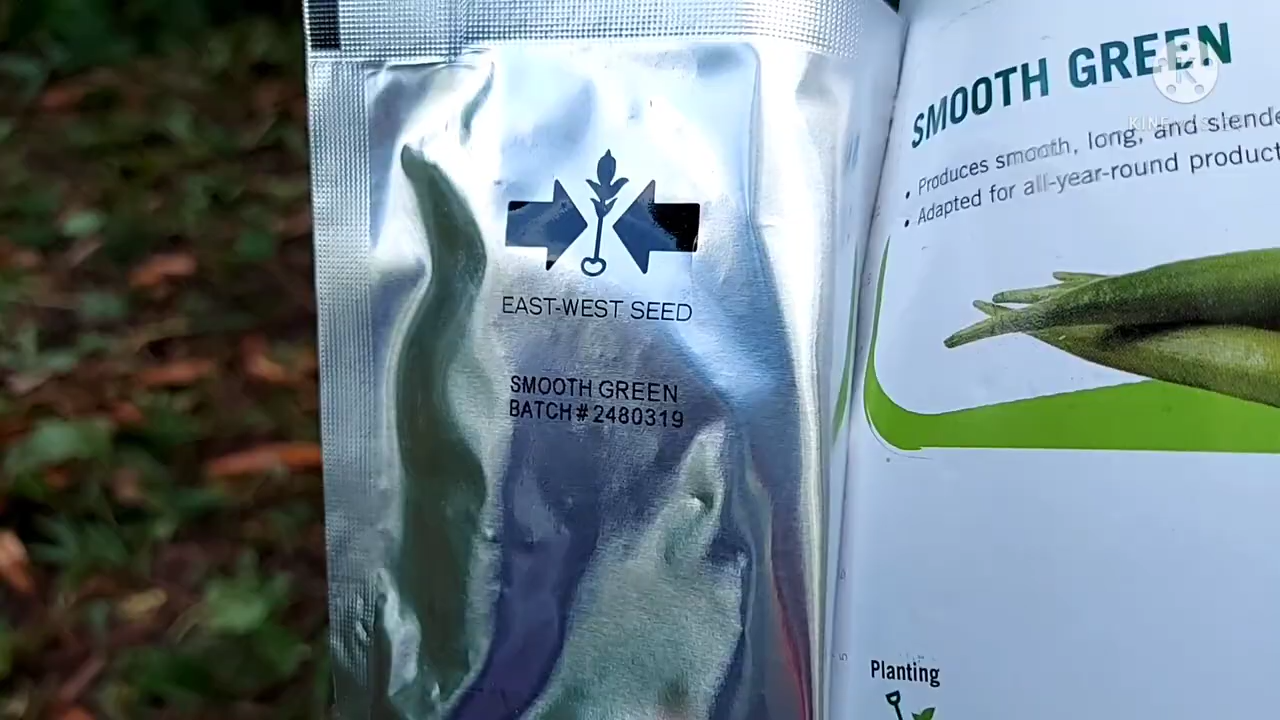 EAST-WEST SEED
SMOOTH GREEN
BATCH#2480319
SMOOTH GREEN
• Produces smooth, long, and slende
• Adapted for all-year-round product
Planting